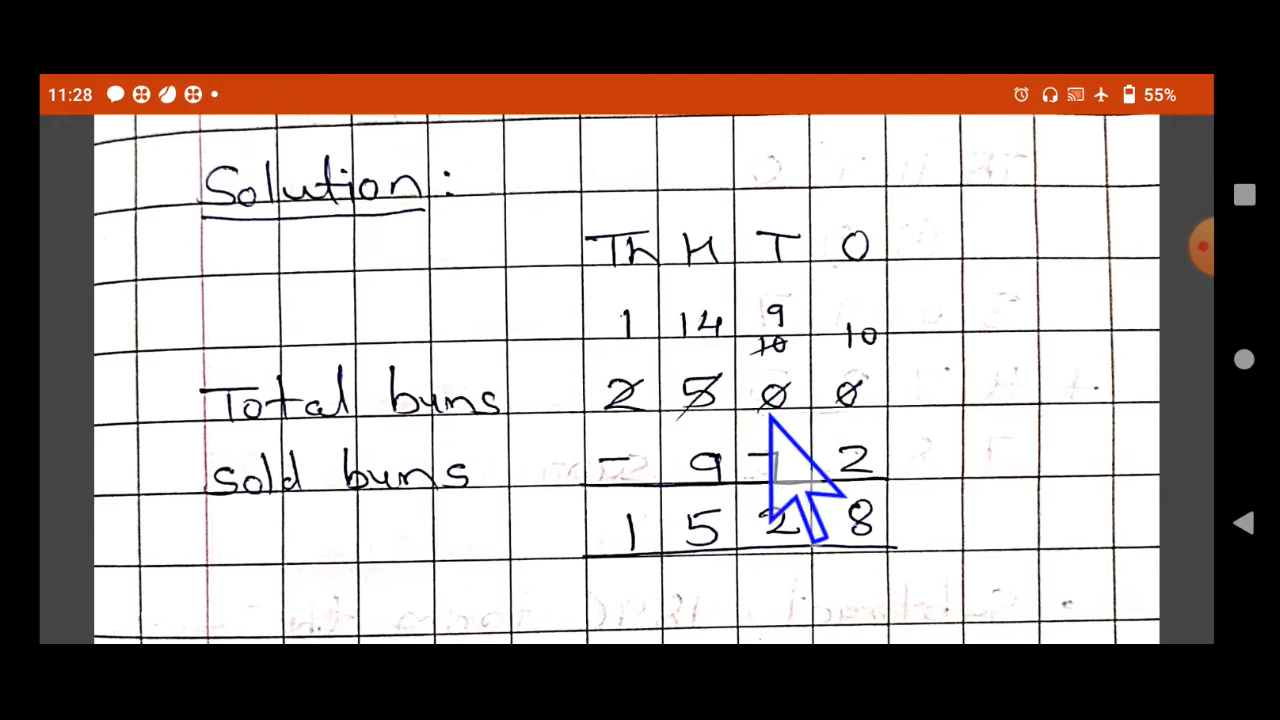 11:28 55%
Solution:
Th H T O
1 14 9
10 10
Total buns 2 5 0 0
sold buns - 9 7 2
1 5 2 8